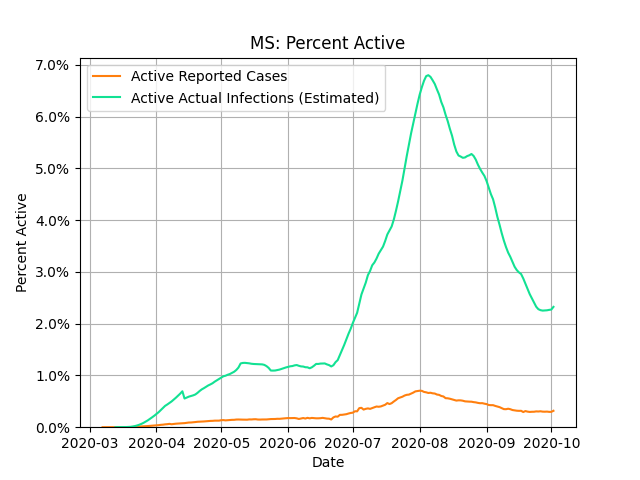 MS: Percent Active
Active Reported Cases
Active Actual Infections (Estimated)
Percent Active
7.0%
6.0%
5.0%
4.0%
3.0%
2.0%
1.0%
0.0%
2020-03 2020-04 2020-05 2020-06 2020-07 2020-08 2020-09 2020-10
Date